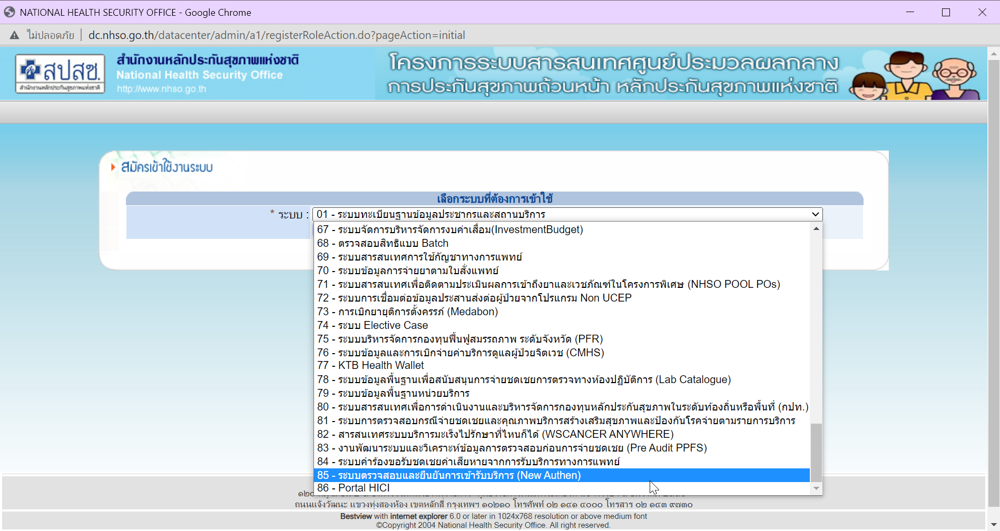 NATIONAL HEALTH SECURITY OFFICE - Google Chrome
ไม่ปลอดภัย dc.nhso.go.th/datacenter/admin/a1/registerRoleAction.do?pageAction=initial
สปสช.
สำนักงานหลักประกันสุขภาพแห่งชาติ
สำนักงานหลักประกันสุขภาพแห่งชาติ
National Health Security Office
http://www.nhso.go.th
โครงการระบบสารสนเทศศูนย์ประมวลผลกลาง
การประกันสุขภาพถ้วนหน้า หลักประกันสุขภาพแห่งชาติ
สมัครเข้าใช้งานระบบ
เลือกระบบที่ต้องการเข้าใช้
* ระบบ : 01 - ระบบทะเบียนฐานข้อมูลประชากรและสถานบริการ
67 - ระบบจัดการบริหารจัดการงบค่าเสื่อม(InvestmentBudget)
68 - ตรวจสอบสิทธิแบบ Batch
69 - ระบบสารสนเทศการใช้กัญชาทางการแพทย์
70 - ระบบข้อมูลการจ่ายยาตามใบสั่งแพทย์
71 - ระบบสารสนเทศเพื่อติดตามประเมินผลการเข้าถึงยาและเวชภัณฑ์ในโครงการพิเศษ (NHSO POOL POs)
72 - ระบบการเชื่อมต่อข้อมูลประสานส่งต่อผู้ป่วยจากโปรแกรม Non UCEP
73 - การเบิกยายุติการตั้งครรภ์ (Medabon)
74 - ระบบ Elective Case
75 - ระบบบริหารจัดการกองทุนฟื้นฟูสมรรถภาพ ระดับจังหวัด (PFR)
76 - ระบบข้อมูลและการเบิกจ่ายค่าบริการดูแลผู้ป่วยจิตเวช (CMHS)
77 - KTB Health Wallet
78 - ระบบข้อมูลพื้นฐานเพื่อสนับสนุนการจ่ายชดเชยการตรวจทางห้องปฏิบัติการ (Lab Catalogue)
79 - ระบบข้อมูลพื้นฐานหน่วยบริการ
80 - ระบบสารสนเทศเพื่อการดำเนินงานและบริหารจัดการกองทุนหลักประกันสุขภาพในระดับท้องถิ่นหรือพื้นที่ (กปท.)
81 - ระบบการตรวจสอบกรณีจ่ายชดเชยและคุณภาพบริการสร้างเสริมสุขภาพและป้องกันโรคจ่ายตามรายการบริการ
82 - สารสนเทศระบบบริการมะเร็งไปรักษาที่ไหนก็ได้ (WSCANCER ANYWHERE)
83 - งานพัฒนาระบบและวิเคราะห์ข้อมูลการตรวจสอบก่อนการจ่ายชดเชย (Pre Audit PPFS)
84 - ระบบคำร้องขอรับชดเชยค่าเสียหายจากการรับบริการทางการแพทย์
85 - ระบบตรวจสอบและยืนยันการเข้ารับบริการ (New Authen)
86 - Portal HICI
ถนนแจ้งวัฒนะ แขวงทุ่งสองห้อง เขตหลักสี่ กรุงเทพฯ ๑๐๒๑๐ โทรศัพท์ ๐๒ ๑๔๑ ๔๐๐๐ โทรสาร ๐๒ ๑๔๓ ๙๗๓๐
Bestview with internet explorer 6.0 or later in 1024x768 resolution or above medium font
©Copyright 2004 National Health Security Office. All right reserved.